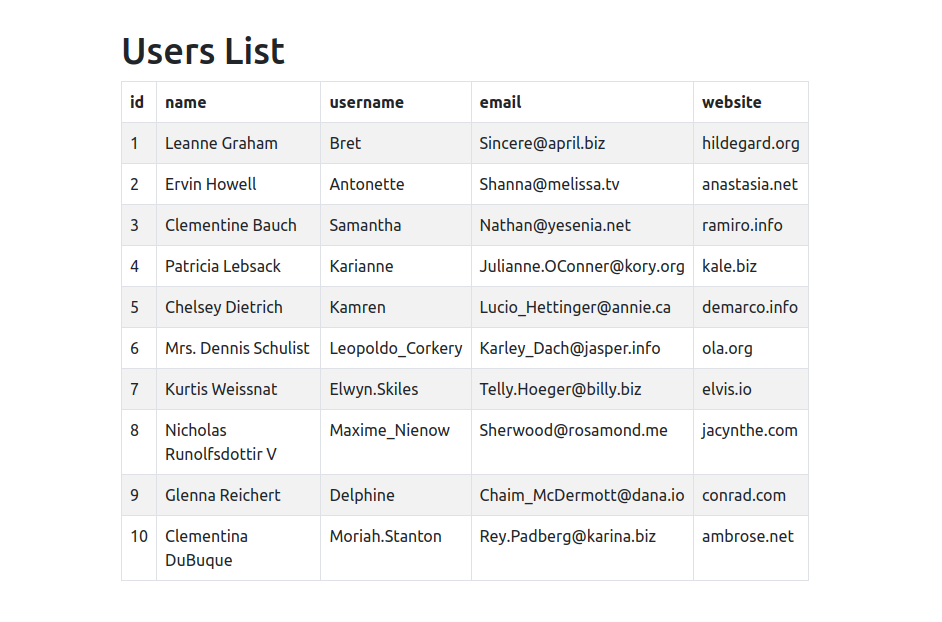 Users List
id name username email website
1 Leanne Graham Bret Sincere@april.biz hildegard.org
2 Ervin Howell Antonette Shanna@melissa.tv anastasia.net
3 Clementine Bauch Samantha Nathan@yesenia.net ramiro.info
4 Patricia Lebsack Karianne Julianne.OConner@kory.org kale.biz
5 Chelsey Dietrich Kamren Lucio_Hettinger@annie.ca demarco.info
6 Mrs. Dennis Schulist Leopoldo_Corkery Karley_Dach@jasper.info ola.org
7 Kurtis Weissnat Elwyn.Skiles Telly.Hoeger@billy.biz elvis.io
8 Nicholas Maxime_Nienow Sherwood@rosamond.me jacynthe.com
Runolfsdottir V
9 Glenna Reichert Delphine Chaim_McDermott@dana.io conrad.com
10 Clementina Moriah.Stanton Rey.Padberg@karina.biz ambrose.net
DuBuque